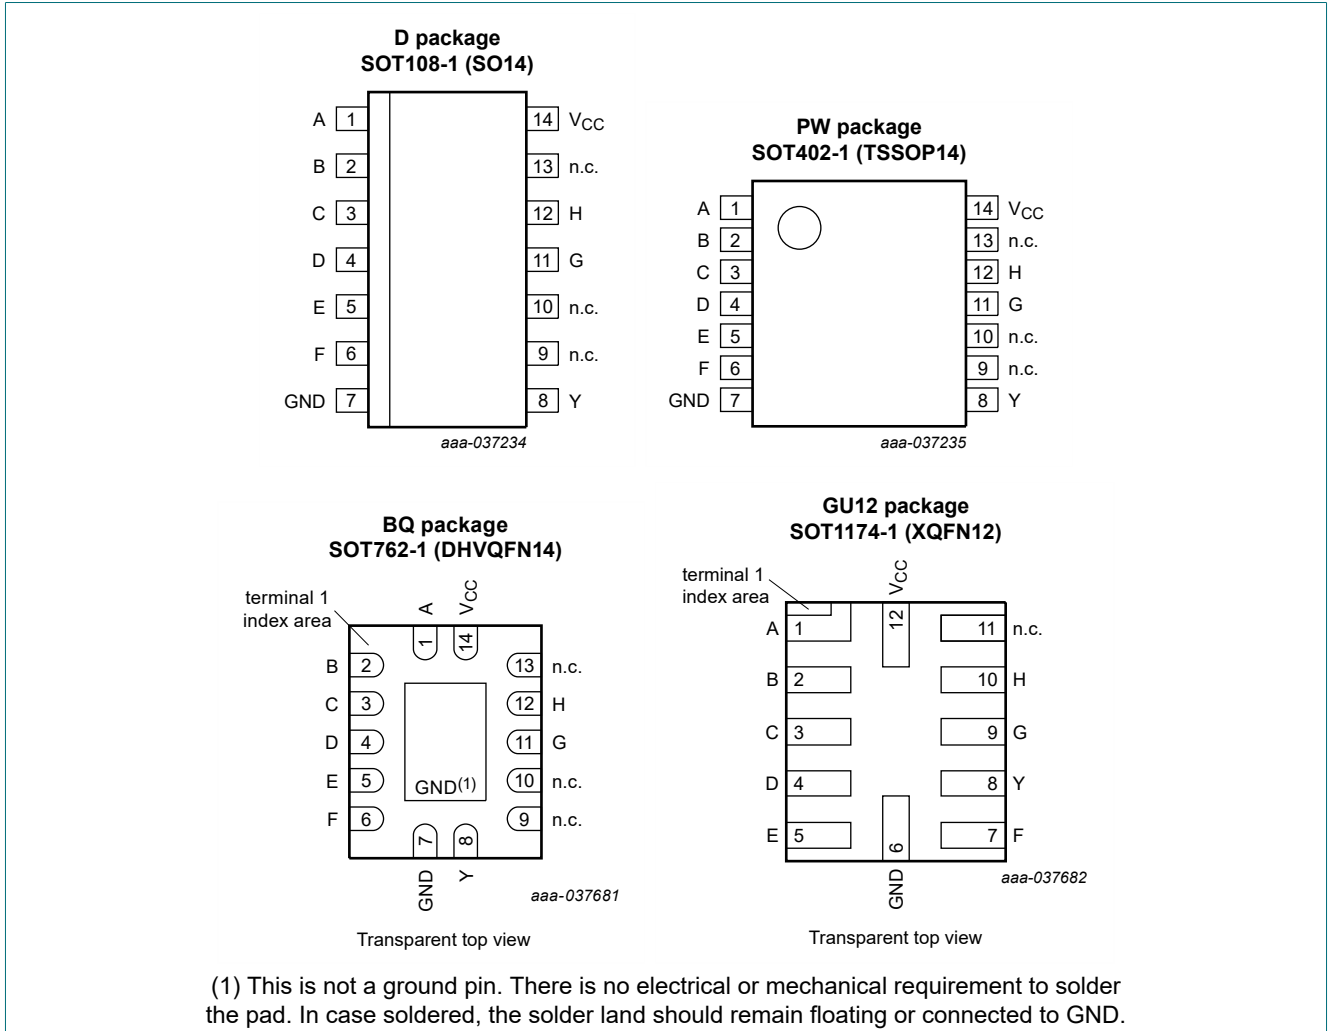 D package
SOT108-1 (SO14)
A 1
14 VCC
B 2
13 n.c.
C 3
12 H
D 4
11 G
E 5
10 n.c.
F 6
9 n.c.
GND 7
8 Y
aaa-037234
PW package
SOT402-1 (TSSOP14)
A 1
14 VCC
B 2
13 n.c.
C 3
12 H
D 4
11 G
E 5
10 n.c.
F 6
9 n.c.
GND 7
8 Y
aaa-037235
BQ package
SOT762-1 (DHVQFN14)
terminal 1
index area
A
VCC
1
14
B 2
13 n.c.
C 3
12 H
D 4
11 G
E 5
10 n.c.
GND(1)
F 6
9 n.c.
7
8
GND
Y
aaa-037681
Transparent top view
GU12 package
SOT1174-1 (XQFN12)
terminal 1
index area
VCC
12
A 1
11 n.c.
B 2
10 H
C 3
9 G
D 4
8 Y
E 5
7 F
6
GND
aaa-037682
Transparent top view
(1) This is not a ground pin. There is no electrical or mechanical requirement to solder
the pad. In case soldered, the solder land should remain floating or connected to GND.